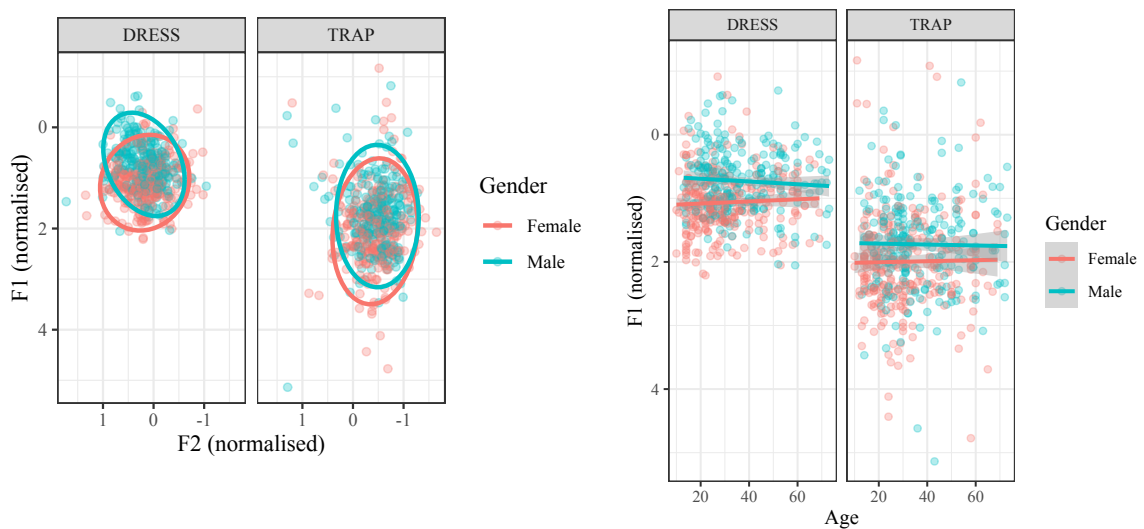 DRESS TRAP
0
2
4
1 0 -1 1 0 -1
F2 (normalised)
F1 (normalised)
Gender
Female
Male
DRESS TRAP
0
2
4
20 40 60 20 40 60
Age
F1 (normalised)
Gender
Female
Male